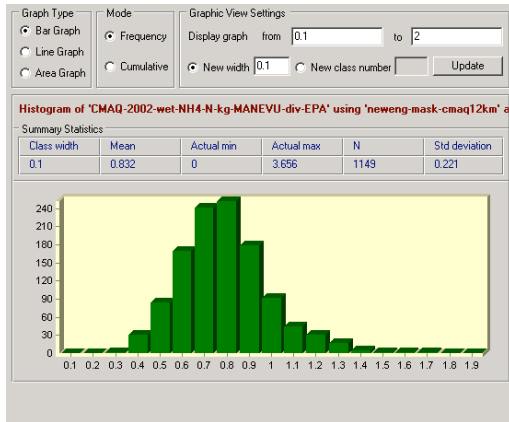 Graph Type Mode Graphic View Settings
Bar Graph Frequency Display graph from 0.1 to 2
Line Graph
Area Graph Cumulative New width 0.1 New class number Update
Histogram of 'CMAQ-2002-wet-NH4-N-kg-MANEVU-div-EPA' using 'neweng-mask-cmaq12km' a
Summary Statistics
Class width Mean Actual min Actual max N Std deviation
0.1 0.832 0 3.656 1149 0.221
240
210
180
150
120
90
60
30
0
0.1 0.2 0.3 0.4 0.5 0.6 0.7 0.8 0.9 1 1.1 1.2 1.3 1.4 1.5 1.6 1.7 1.8 1.9